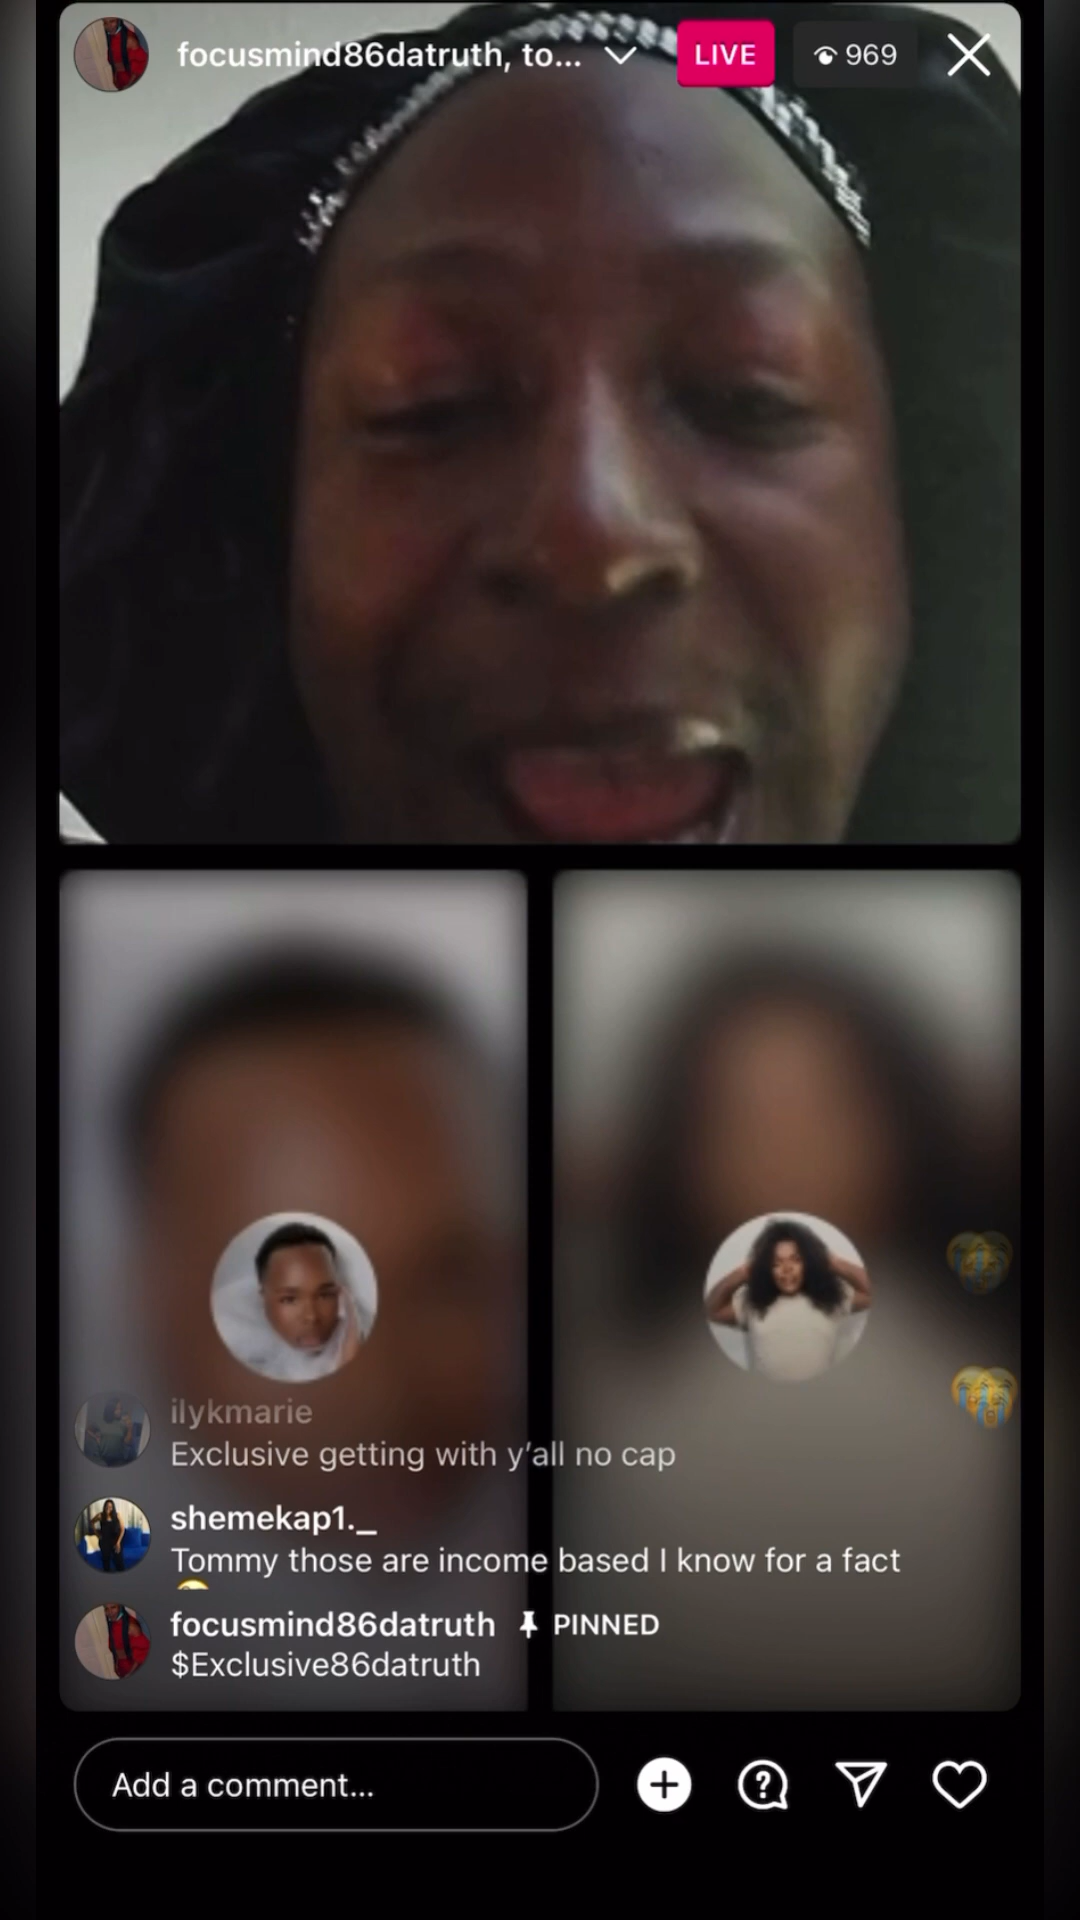 focusmind86datatruth, to...
LIVE
969
ilykmarie
Exclusive getting with y'all no cap
shemekap1._
Tommy those are income based I know for a fact
focusmind86datruth PINNED
$Exclusive86datruth
Add a comment...